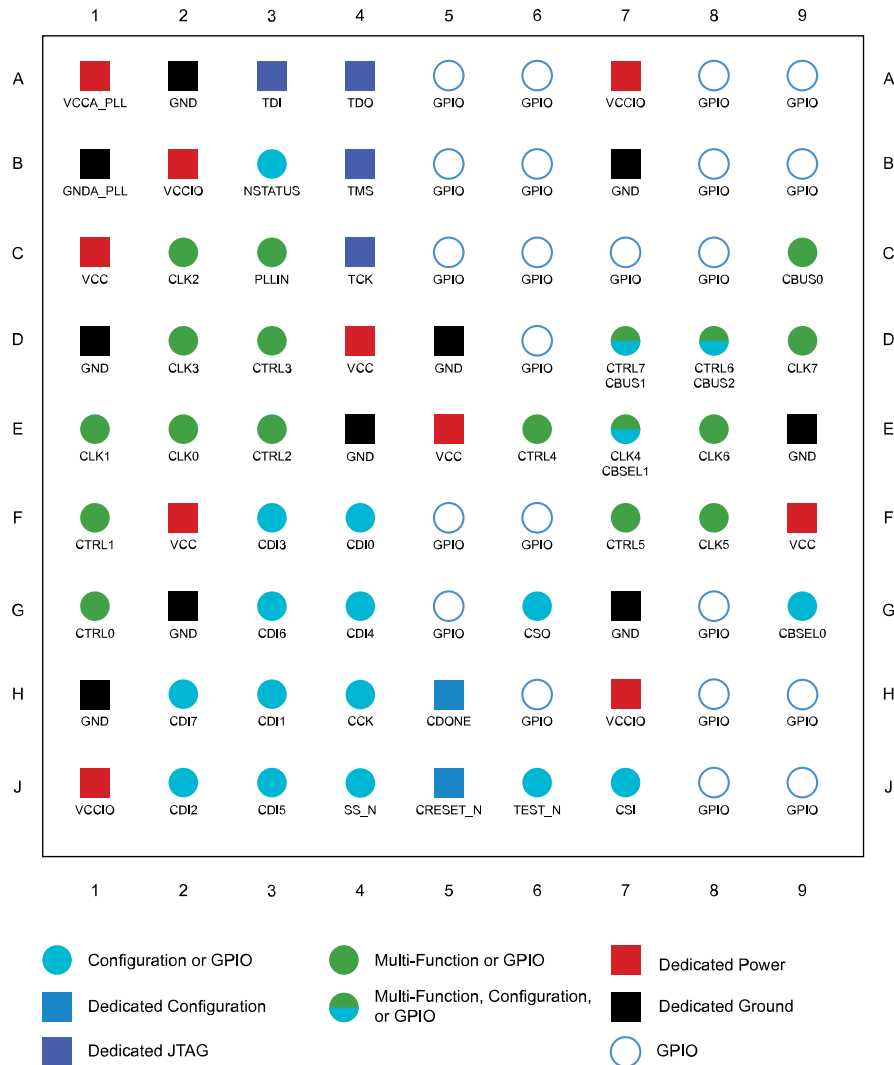 1 2 3 4 5 6 7 8 9
A A
VCCA_PLL GND TDI TDO GPIO GPIO VCCIO GPIO GPIO
B B
GNDA_PLL VCCIO NSTATUS TMS GPIO GPIO GND GPIO GPIO
C C
VCC CLK2 PLLIN TCK GPIO GPIO GPIO GPIO CBUS0
D D
GND CLK3 CTRL3 VCC GND GPIO CTRL7 CTRL6 CLK7
CBUS1 CBUS2
E E
CLK1 CLK0 CTRL2 GND VCC CTRL4 CLK4 CLK6 GND
CBSEL1
F F
CTRL1 VCC CDI3 CDI0 GPIO GPIO CTRL5 CLK5 VCC
G G
CTRL0 GND CDI6 CDI4 GPIO CSO GND GPIO CBSEL0
H H
GND CDI7 CDI1 CCK CDONE GPIO VCCIO GPIO GPIO
J J
VCCIO CDI2 CDI5 SS_N CRESET_N TEST_N CSI GPIO GPIO
1 2 3 4 5 6 7 8 9
Configuration or GPIO
Dedicated Configuration
Dedicated JTAG
Multi-Function or GPIO
Multi-Function, Configuration,
or GPIO
Dedicated Power
Dedicated Ground
GPIO